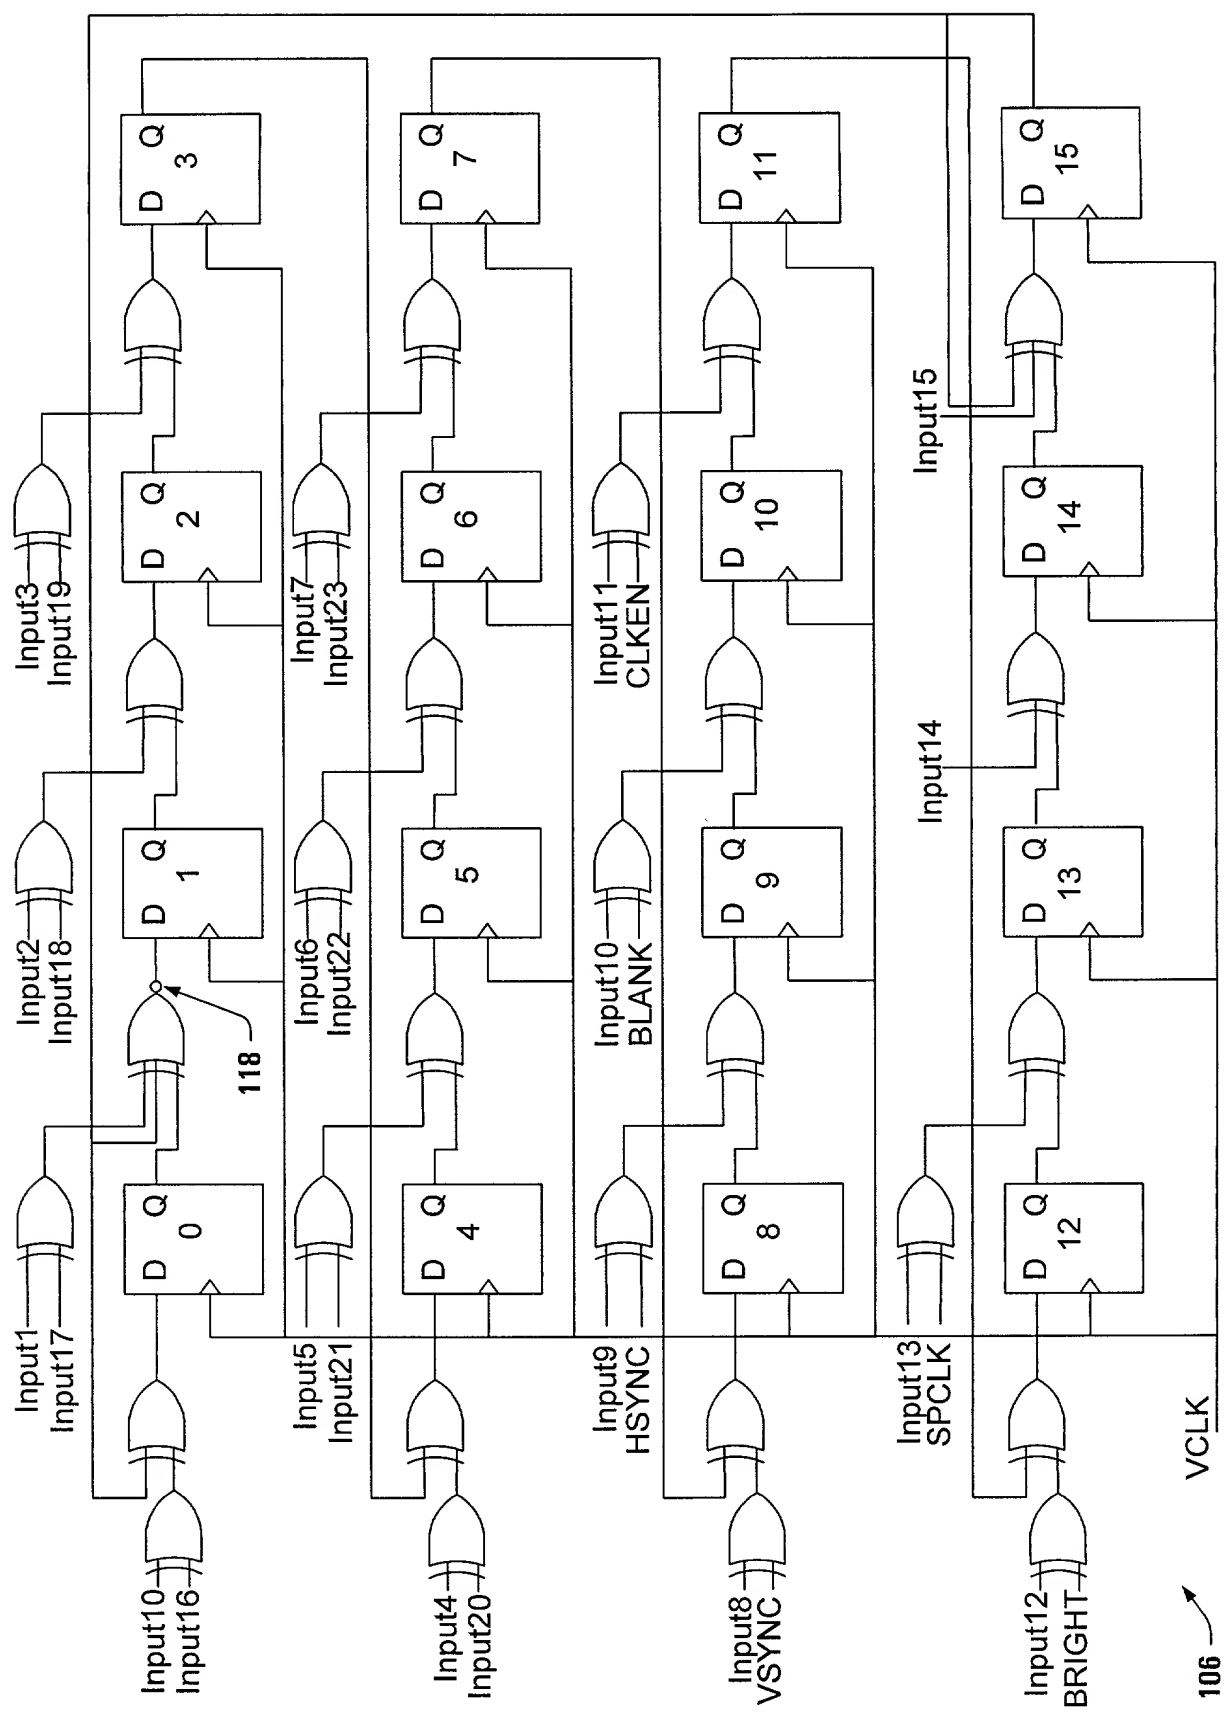 Input10
Input16
Input1
Input17
D Q
0
118
Input2
Input18
D Q
1
Input3
Input19
D Q
2
D Q
3
Input4
Input20
Input5
Input21
D Q
4
Input6
Input22
D Q
5
Input7
Input23
D Q
6
D Q
7
Input8
VSYNC
Input9
HSYNC
D Q
8
Input10
BLANK
D Q
9
Input11
CLKEN
D Q
10
D Q
11
Input12
BRIGHT
Input13
SPCLK
D Q
12
Input14
D Q
13
Input15
D Q
14
D Q
15
VCLK
106